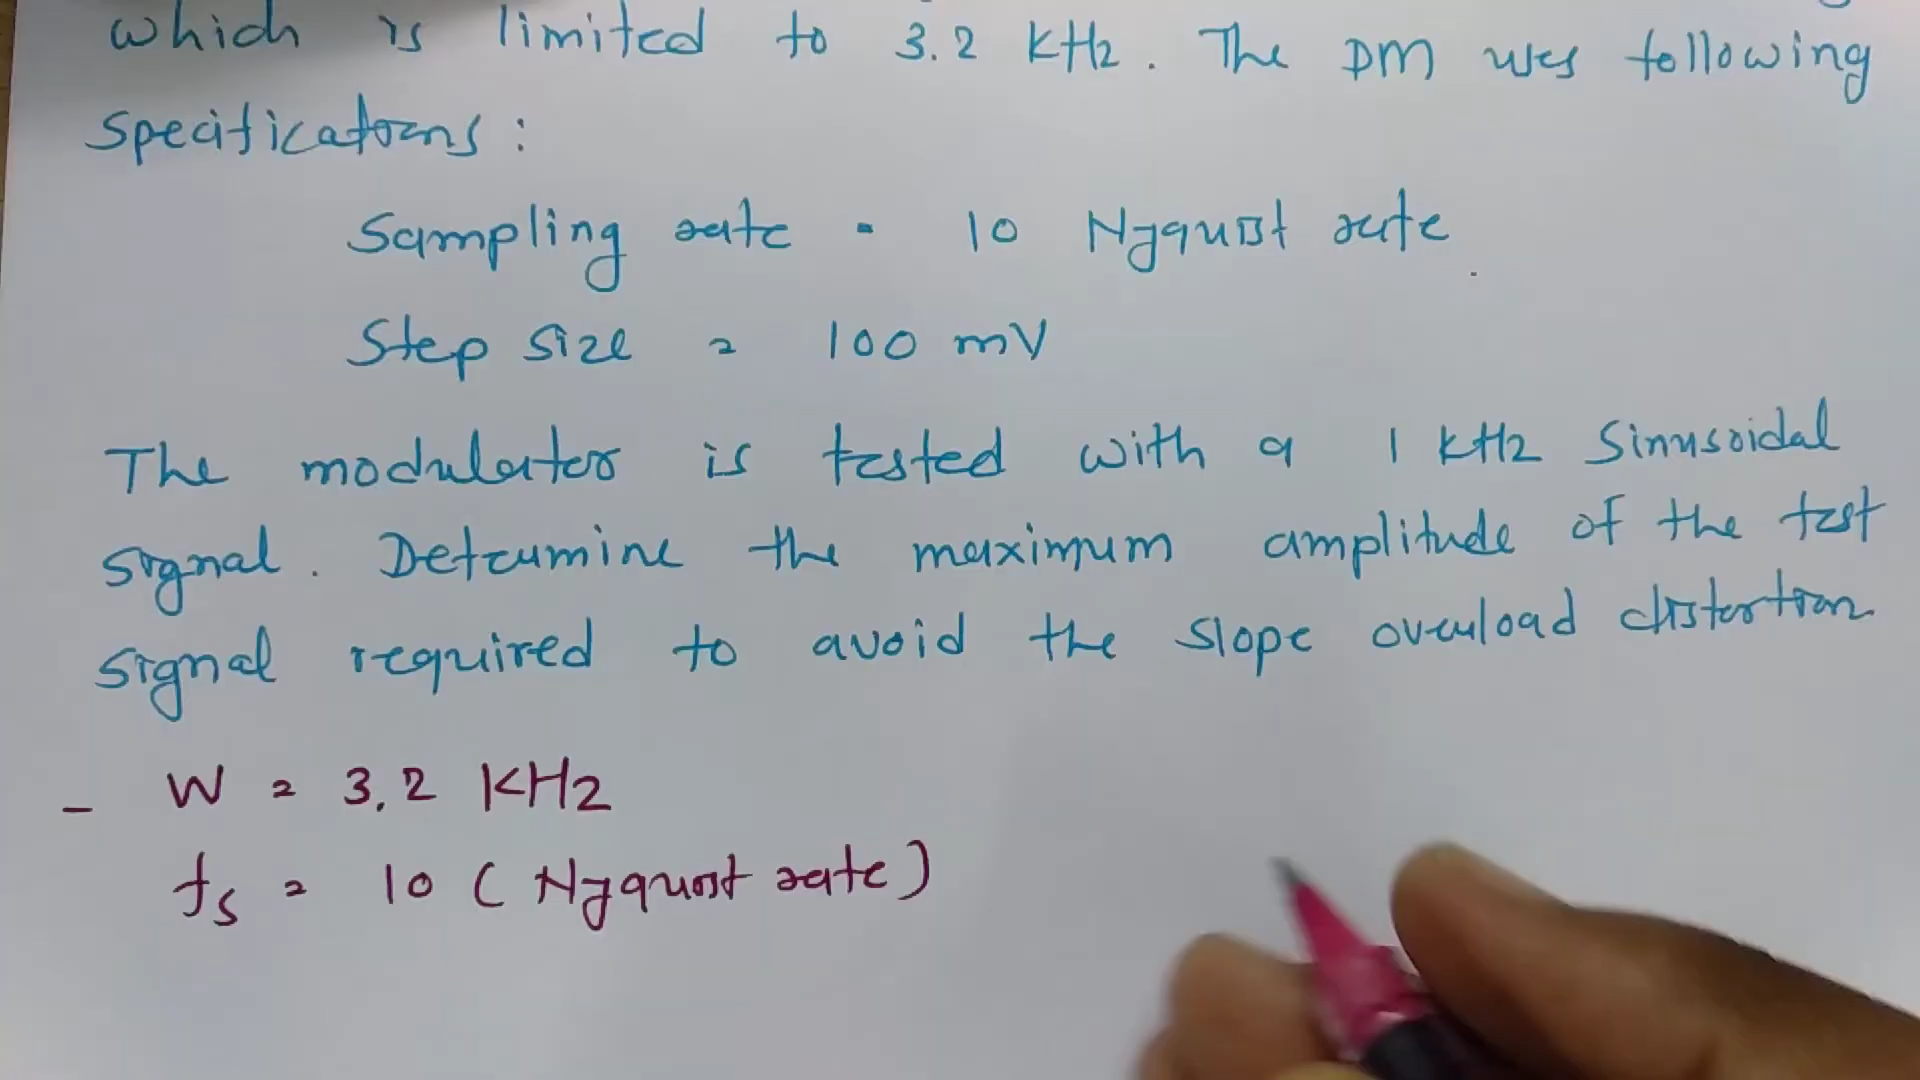 which is limited to 3.2 KHz. The DM uses following
specifications:
Sampling rate = 10 Nyquist rate.
Step size = 100 mV
The modulator is tested with a 1 KHz Sinusoidal
signal. Determine the maximum amplitude of the test
signal required to avoid the slope overload distortion
- W = 3.2 KHz
fs = 10 (Nyquist rate)